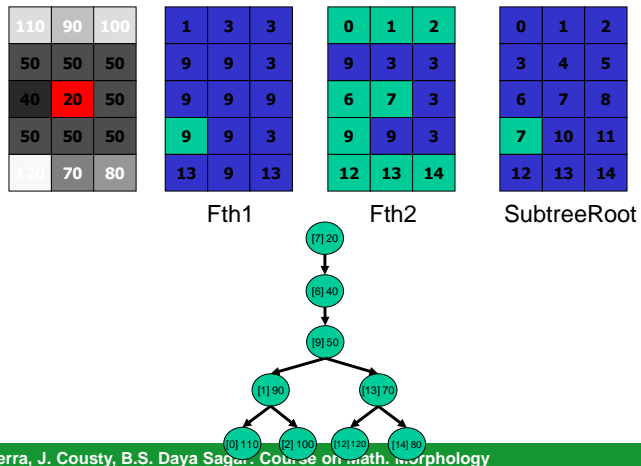 110 90 100
50 50 50
40 20 50
50 50 50
120 70 80
1 3 3
9 9 3
9 9 9
9 9 3
13 9 13
Fth1
0 1 2
9 3 3
6 7 3
9 9 3
12 13 14
Fth2
0 1 2
3 4 5
6 7 8
7 10 11
12 13 14
SubtreeRoot
[7] 20
[6] 40
[9] 50
[1] 90 [13] 70
[0] 110 [2] 100 [12] 120 [14] 80
erra, J. Cousty, B.S. Daya Sagar: Course on Math. Morphology